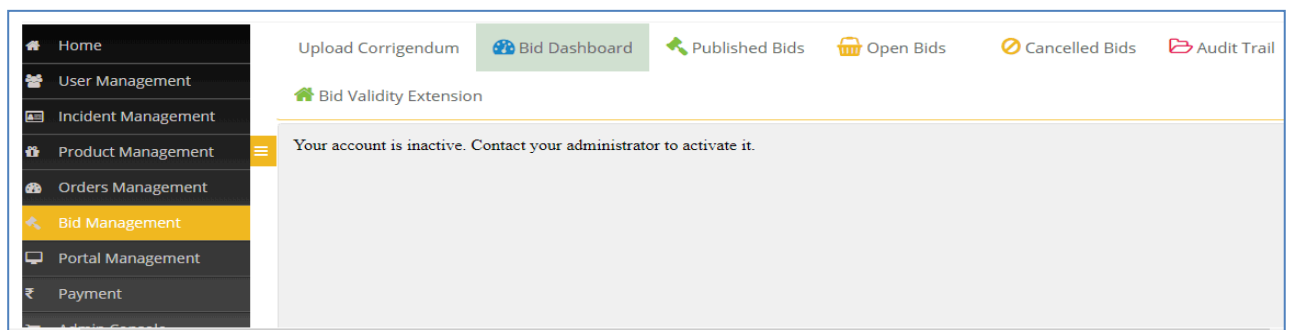 Home
User Management
Incident Management
Product Management
Orders Management
Bid Management
Portal Management
₹ Payment
Admin Console
Upload Corrigendum Bid Dashboard Published Bids Open Bids Cancelled Bids Audit Trail
Bid Validity Extension
Your account is inactive. Contact your administrator to activate it.